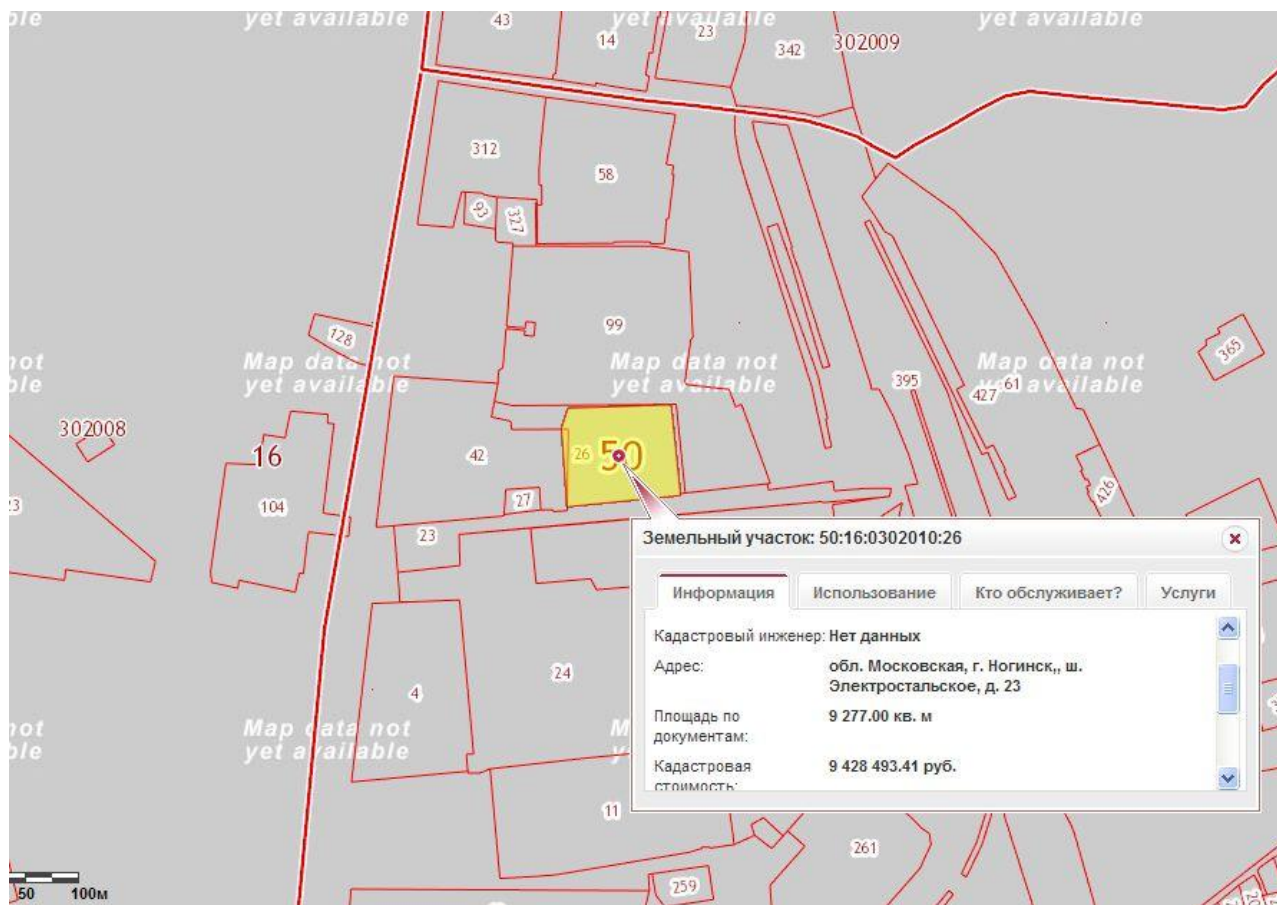 yet available
yet available
yet available
43
14
23
342
302009
312
58
93
327
99
128
365
Map data not
yet available
Map data not
yet available
Map data not
yet available
395
61
427
302008
16
42
26
50
104
27
426
23
24
4
Map data not
yet available
11
261
259
50
100м
Земельный участок: 50:16:0302010:26
Информация
Использование
Кто обслуживает?
Услуги
Кадастровый инженер: Нет данных
Адрес: обл. Московская, г. Ногинск,, ш.
Электростальское, д. 23
Площадь по 9 277.00 кв. м
документам:
Кадастровая 9 428 493.41 руб.
стоимость: